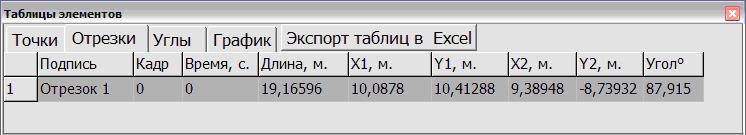 Таблицы элементов
Точки Отрезки Углы График Экспорт таблиц в Excel
Подпись Кадр Время, с. Длина, м. X1, м. Y1, м. X2, м. Y2, м. Уголº
1 Отрезок 1 0 0 19,16596 10,0878 10,41288 9,38948 -8,73932 87,915